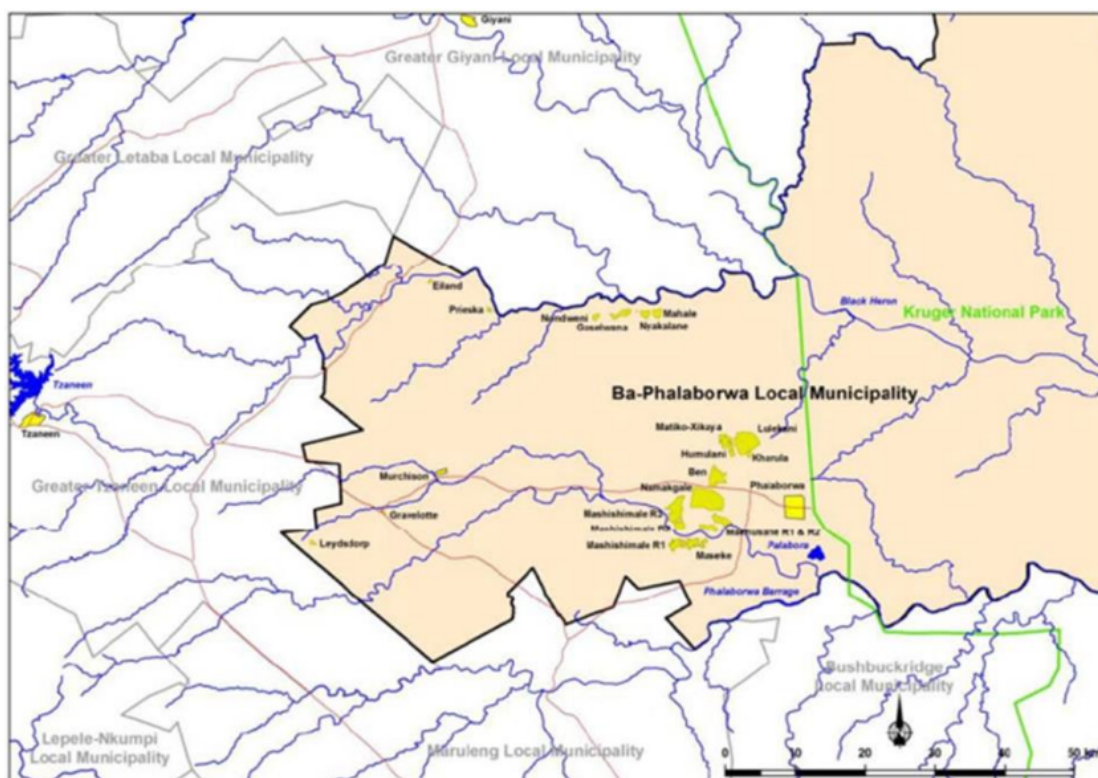 Giyani
Greater Giyani Local Municipality
Greater Letaba Local Municipality
Eiland
Prieska
Black Heron
Kruger National Park
Mahale
Nondweni
Nyakalane
Tzaneen
Ba-Phalaborwa Local Municipality
Tzaneen
Matiko-Xikaya
Lulekani
Humulani
Kharula
Ben
Murchison
Greater Tzaneen Local Municipality
Namakgale
Phalaborwa
Gravelotte
Mashishimale R3
R1 & R2
Leydsdorp
Mashishimale R1
Maseke
Palabora
Phalaborwa Barrage
Bushbuckridge
Local Municipality
Lepele-Nkumpi
Local Municipality
Maruleng Local Municipality
0 10 20 30 40 50 km